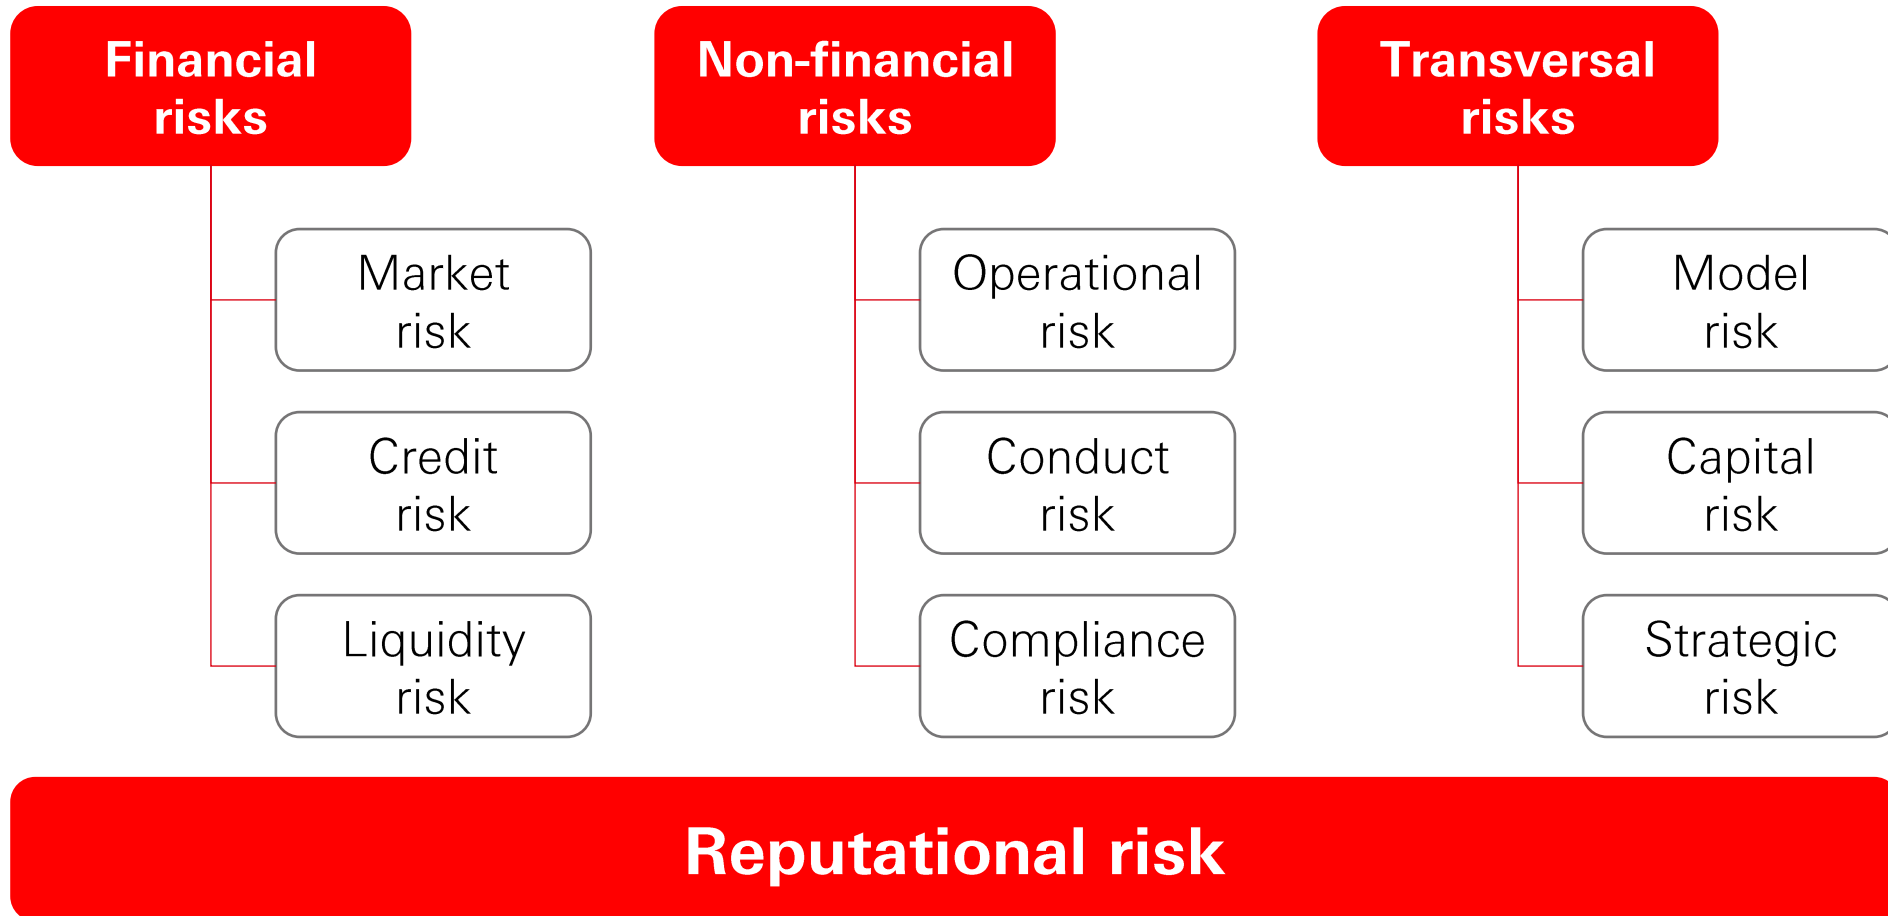 Financial
risks
Market
risk
Credit
risk
Liquidity
risk
Non-financial
risks
Operational
risk
Conduct
risk
Compliance
risk
Transversal
risks
Model
risk
Capital
risk
Strategic
risk
Reputational risk